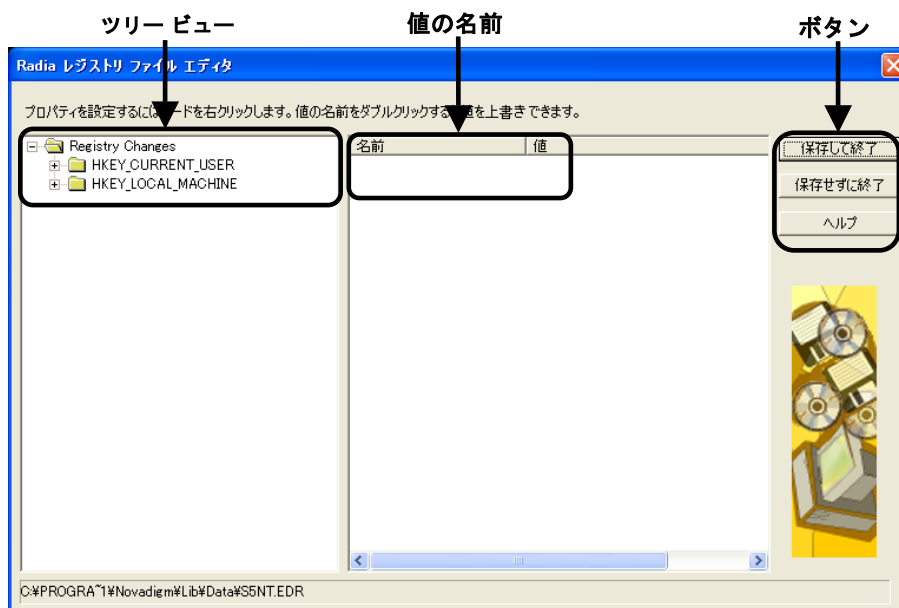 ツリー ビュー
値の名前
ボタン
Radia レジストリ ファイル エディタ
プロパティを設定するには ードを右クリックします。値の名前をダブルクリックする 値を上書きできます。
Registry Changes
HKEY_CURRENT_USER
HKEY_LOCAL_MACHINE
名前
値
保存して終了
保存せずに終了
ヘルプ
C:¥PROGRA~1¥Novadigm¥Lib¥Data¥S5NT.EDR